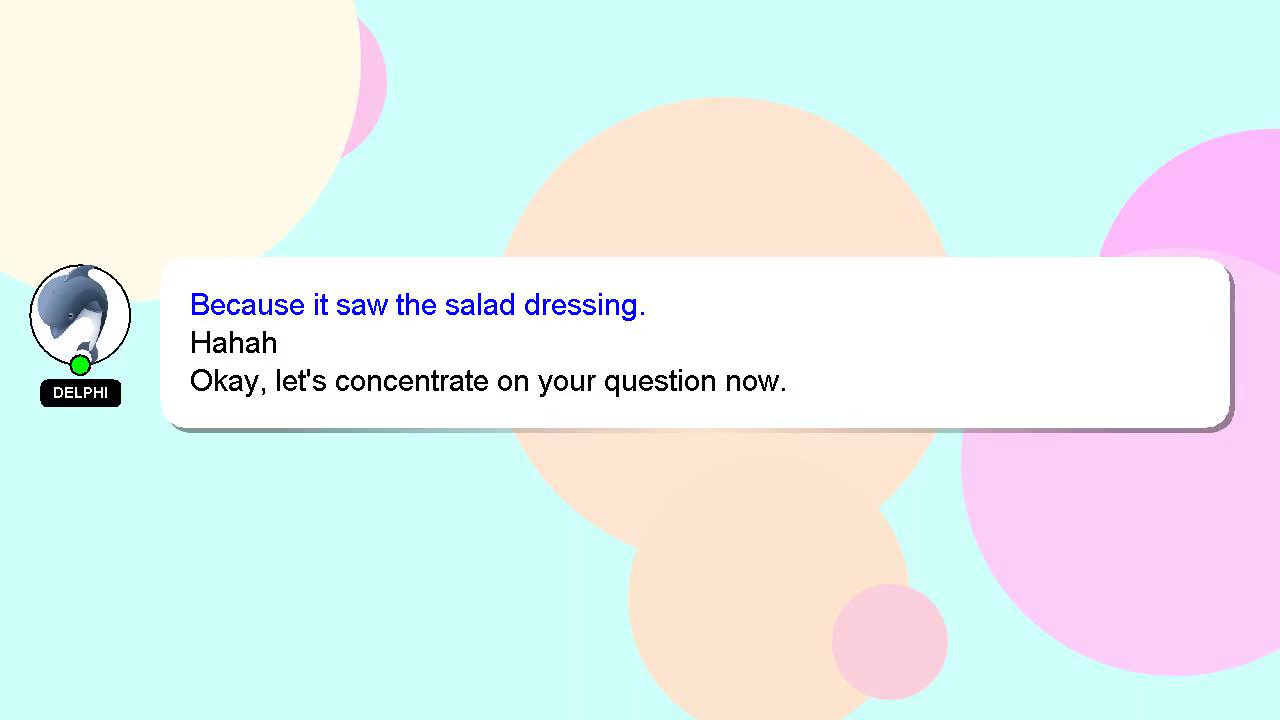 Because it saw the salad dressing.
Hahah
Okay, let's concentrate on your question now.
DELPHI